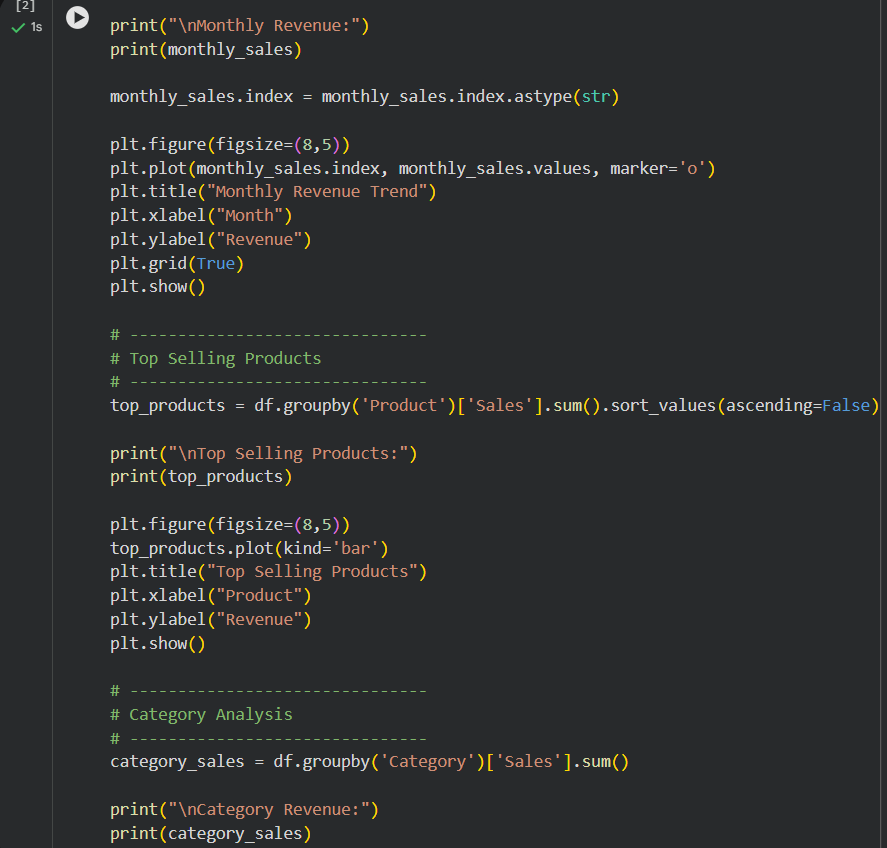 [2]
✓ 1s
print("\nMonthly Revenue:")
print(monthly_sales)
monthly_sales.index = monthly_sales.index.astype(str)
plt.figure(figsize=(8,5))
plt.plot(monthly_sales.index, monthly_sales.values, marker='o')
plt.title("Monthly Revenue Trend")
plt.xlabel("Month")
plt.ylabel("Revenue")
plt.grid(True)
plt.show()
# -------------------------------
# Top Selling Products
# -------------------------------
top_products = df.groupby('Product')['Sales'].sum().sort_values(ascending=False)
print("\nTop Selling Products:")
print(top_products)
plt.figure(figsize=(8,5))
top_products.plot(kind='bar')
plt.title("Top Selling Products")
plt.xlabel("Product")
plt.ylabel("Revenue")
plt.show()
# -------------------------------
# Category Analysis
# -------------------------------
category_sales = df.groupby('Category')['Sales'].sum()
print("\nCategory Revenue:")
print(category_sales)